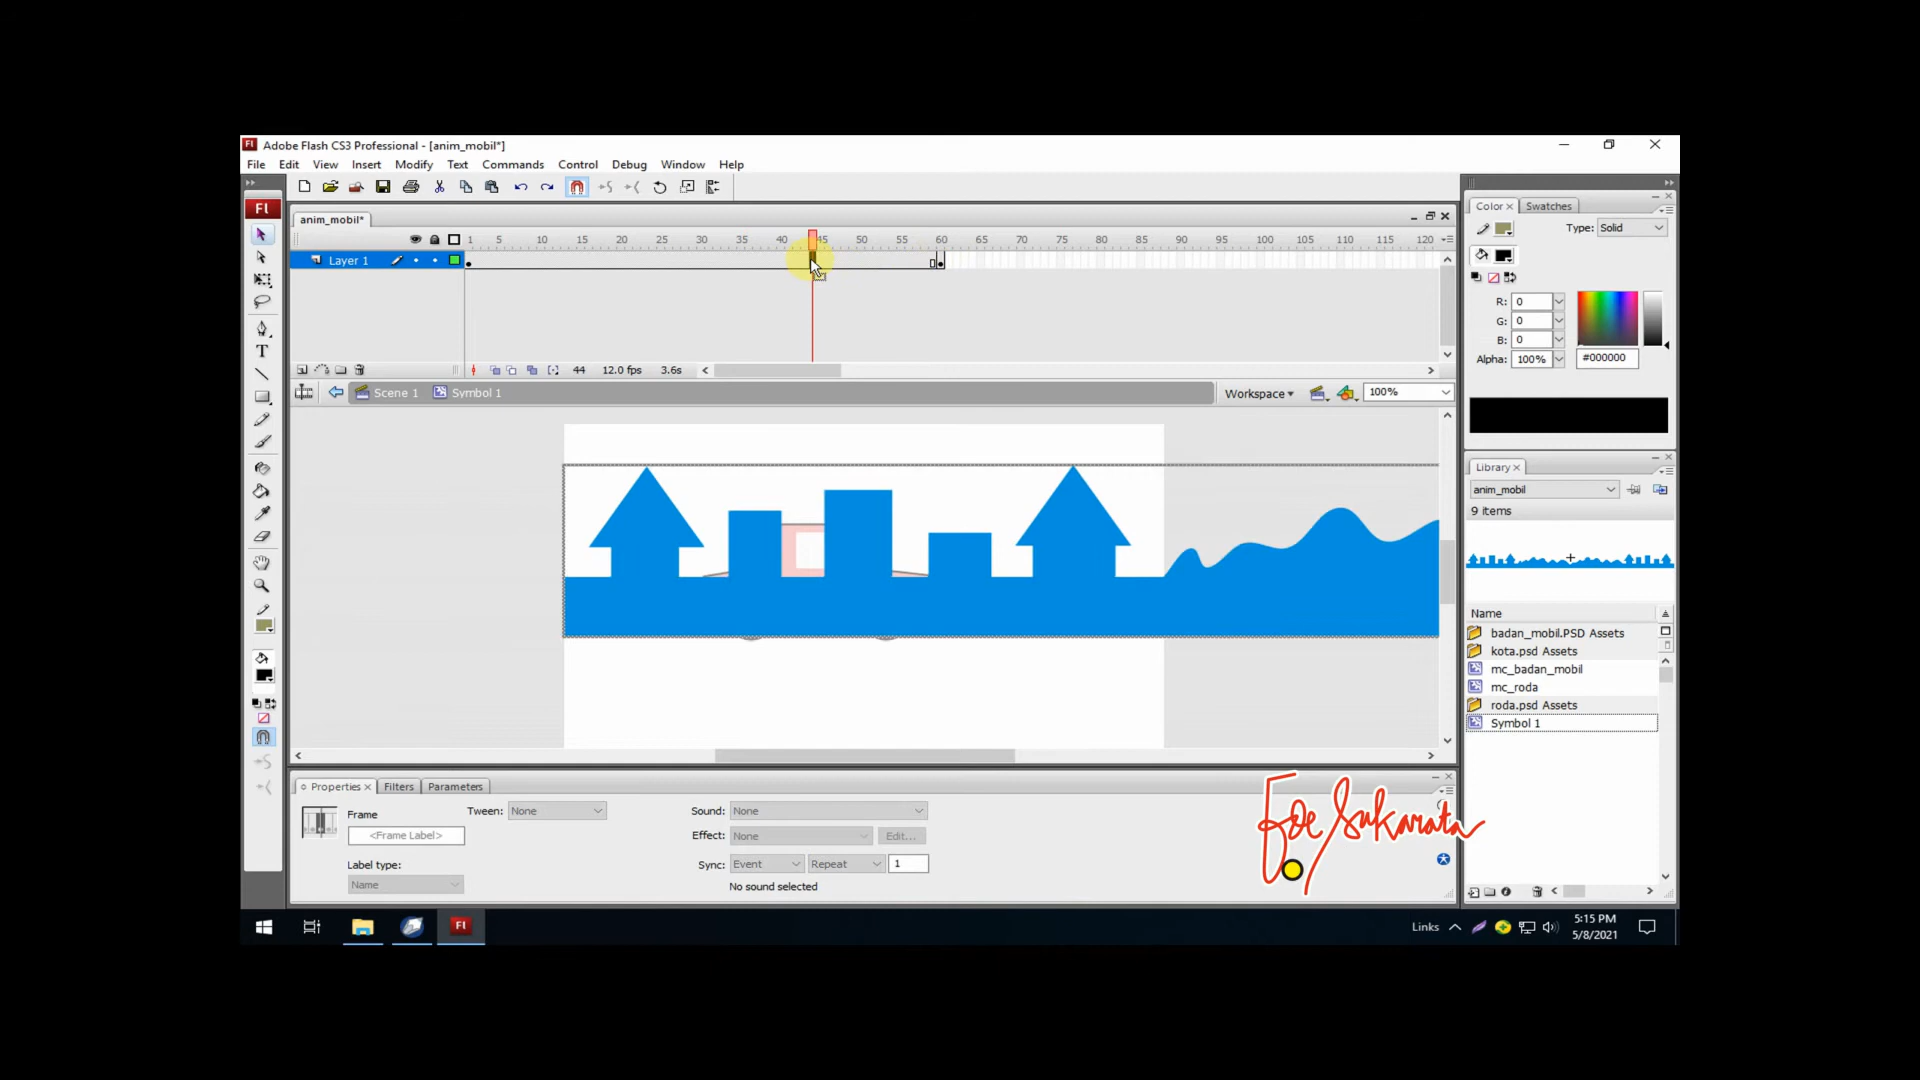 Fl Adobe Flash CS3 Professional - [anim_mobil*]
File Edit View Insert Modify Text Commands Control Debug Window Help
Fl
anim_mobil*
1 5 10 15 20 25 30 35 40 45 50 55 60 65 70 75 80 85 90 95 100 105 110 115 120
Layer 1
44 12.0 fps 3.6s
Scene 1 Symbol 1 Workspace 100%
Color Swatches
Type: Solid
R: 0
G: 0
B: 0
Alpha: 100% #000000
Library
anim_mobil
9 items
Name
badan_mobil.PSD Assets
kota.psd Assets
mc_badan_mobil
mc_roda
roda.psd Assets
Symbol 1
Properties Filters Parameters
Frame Tween: None Sound: None
<Frame Label> Effect: None Edit...
Label type: Sync: Event Repeat 1
Name No sound selected
Eoe Sukarata
Fl
Links 5:15 PM
5/8/2021